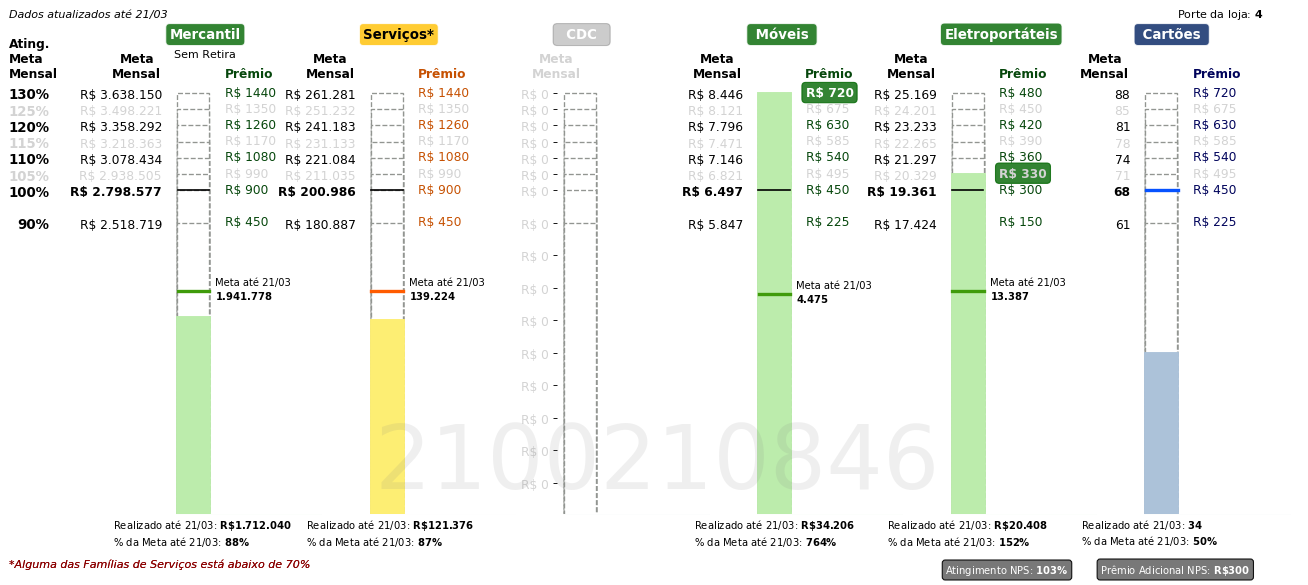 Dados atualizados até 21/03
Porte da loja: 4
Mercantil Serviços* CDC Móveis Eletroportáteis Cartões
Sem Retira
Ating. Meta Mensal
Meta Mensal Prêmio Meta Mensal Prêmio Meta Mensal Meta Mensal Prêmio Meta Mensal Prêmio Meta Mensal Prêmio
130% R$ 3.638.150 R$ 1440 R$ 261.281 R$ 1440 R$ 0 R$ 8.446 R$ 720 R$ 25.169 R$ 480 88 R$ 720
125% R$ 3.498.221 R$ 1350 R$ 251.232 R$ 1350 R$ 0 R$ 8.121 R$ 675 R$ 24.201 R$ 450 85 R$ 675
120% R$ 3.358.292 R$ 1260 R$ 241.183 R$ 1260 R$ 0 R$ 7.796 R$ 630 R$ 23.233 R$ 420 81 R$ 630
115% R$ 3.218.363 R$ 1170 R$ 231.133 R$ 1170 R$ 0 R$ 7.471 R$ 585 R$ 22.265 R$ 390 78 R$ 585
110% R$ 3.078.434 R$ 1080 R$ 221.084 R$ 1080 R$ 0 R$ 7.146 R$ 540 R$ 21.297 R$ 360 74 R$ 540
105% R$ 2.938.505 R$ 990 R$ 211.035 R$ 990 R$ 0 R$ 6.821 R$ 495 R$ 20.329 R$ 330 71 R$ 495
100% R$ 2.798.577 R$ 900 R$ 200.986 R$ 900 R$ 0 R$ 6.497 R$ 450 R$ 19.361 R$ 300 68 R$ 450
90% R$ 2.518.719 R$ 450 R$ 180.887 R$ 450 R$ 0 R$ 5.847 R$ 225 R$ 17.424 R$ 150 61 R$ 225
R$ 0
R$ 0
R$ 0
R$ 0
R$ 0
R$ 0
R$ 0
R$ 0
Meta até 21/03
1.941.778
Meta até 21/03
139.224
Meta até 21/03
4.475
Meta até 21/03
13.387
2100210846
Realizado até 21/03: R$1.712.040
% da Meta até 21/03: 88%
Realizado até 21/03: R$121.376
% da Meta até 21/03: 87%
Realizado até 21/03: R$34.206
% da Meta até 21/03: 764%
Realizado até 21/03: R$20.408
% da Meta até 21/03: 152%
Realizado até 21/03: 34
% da Meta até 21/03: 50%
*Alguma das Famílias de Serviços está abaixo de 70%
Atingimento NPS: 103%
Prêmio Adicional NPS: R$300